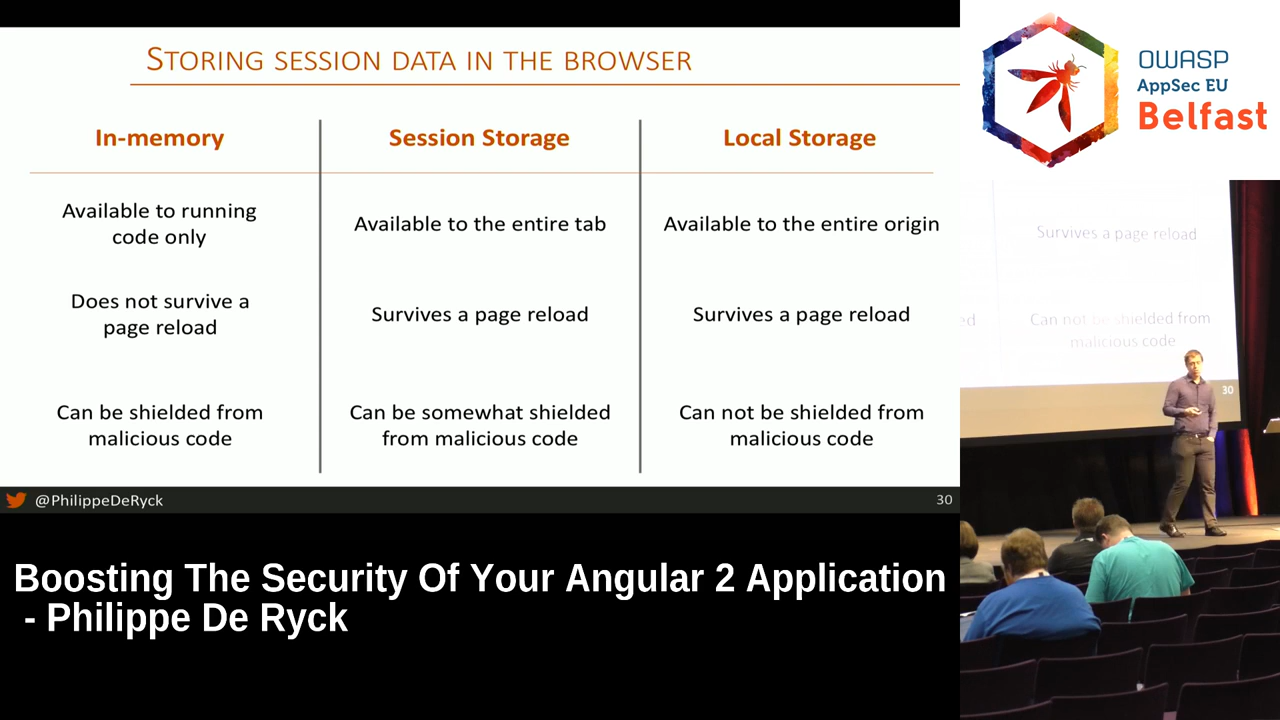 STORING SESSION DATA IN THE BROWSER
In-memory
Session Storage
Local Storage
Available to running
code only
Available to the entire tab
Available to the entire origin
Does not survive a
page reload
Survives a page reload
Survives a page reload
Can be shielded from
malicious code
Can be somewhat shielded
from malicious code
Can not be shielded from
malicious code
@PhilippeDeRyck
30
Boosting The Security Of Your Angular 2 Application
- Philippe De Ryck
OWASP
AppSec EU
Belfast
Survives a page reload
ed
Can not be shielded from
malicious code
30